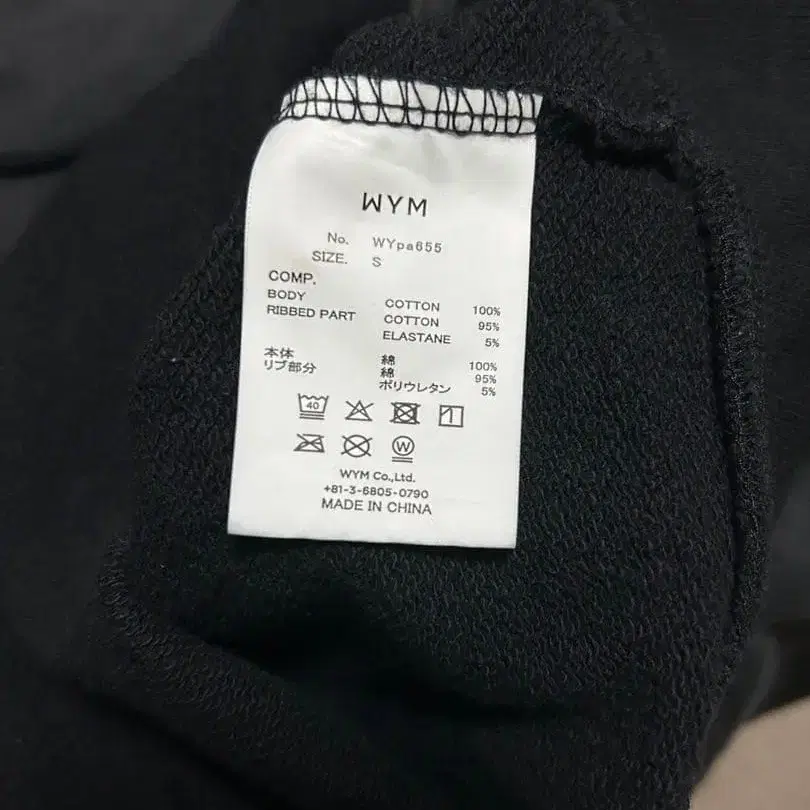 WYM
No. WYpa655
SIZE. S
COMP.
BODY COTTON 100%
RIBBED PART COTTON 95%
ELASTANE 5%
本体 綿 100%
リブ部分 綿 95%
ポリウレタン 5%
40
W
WYM Co.,Ltd.
+81-3-6805-0790
MADE IN CHINA